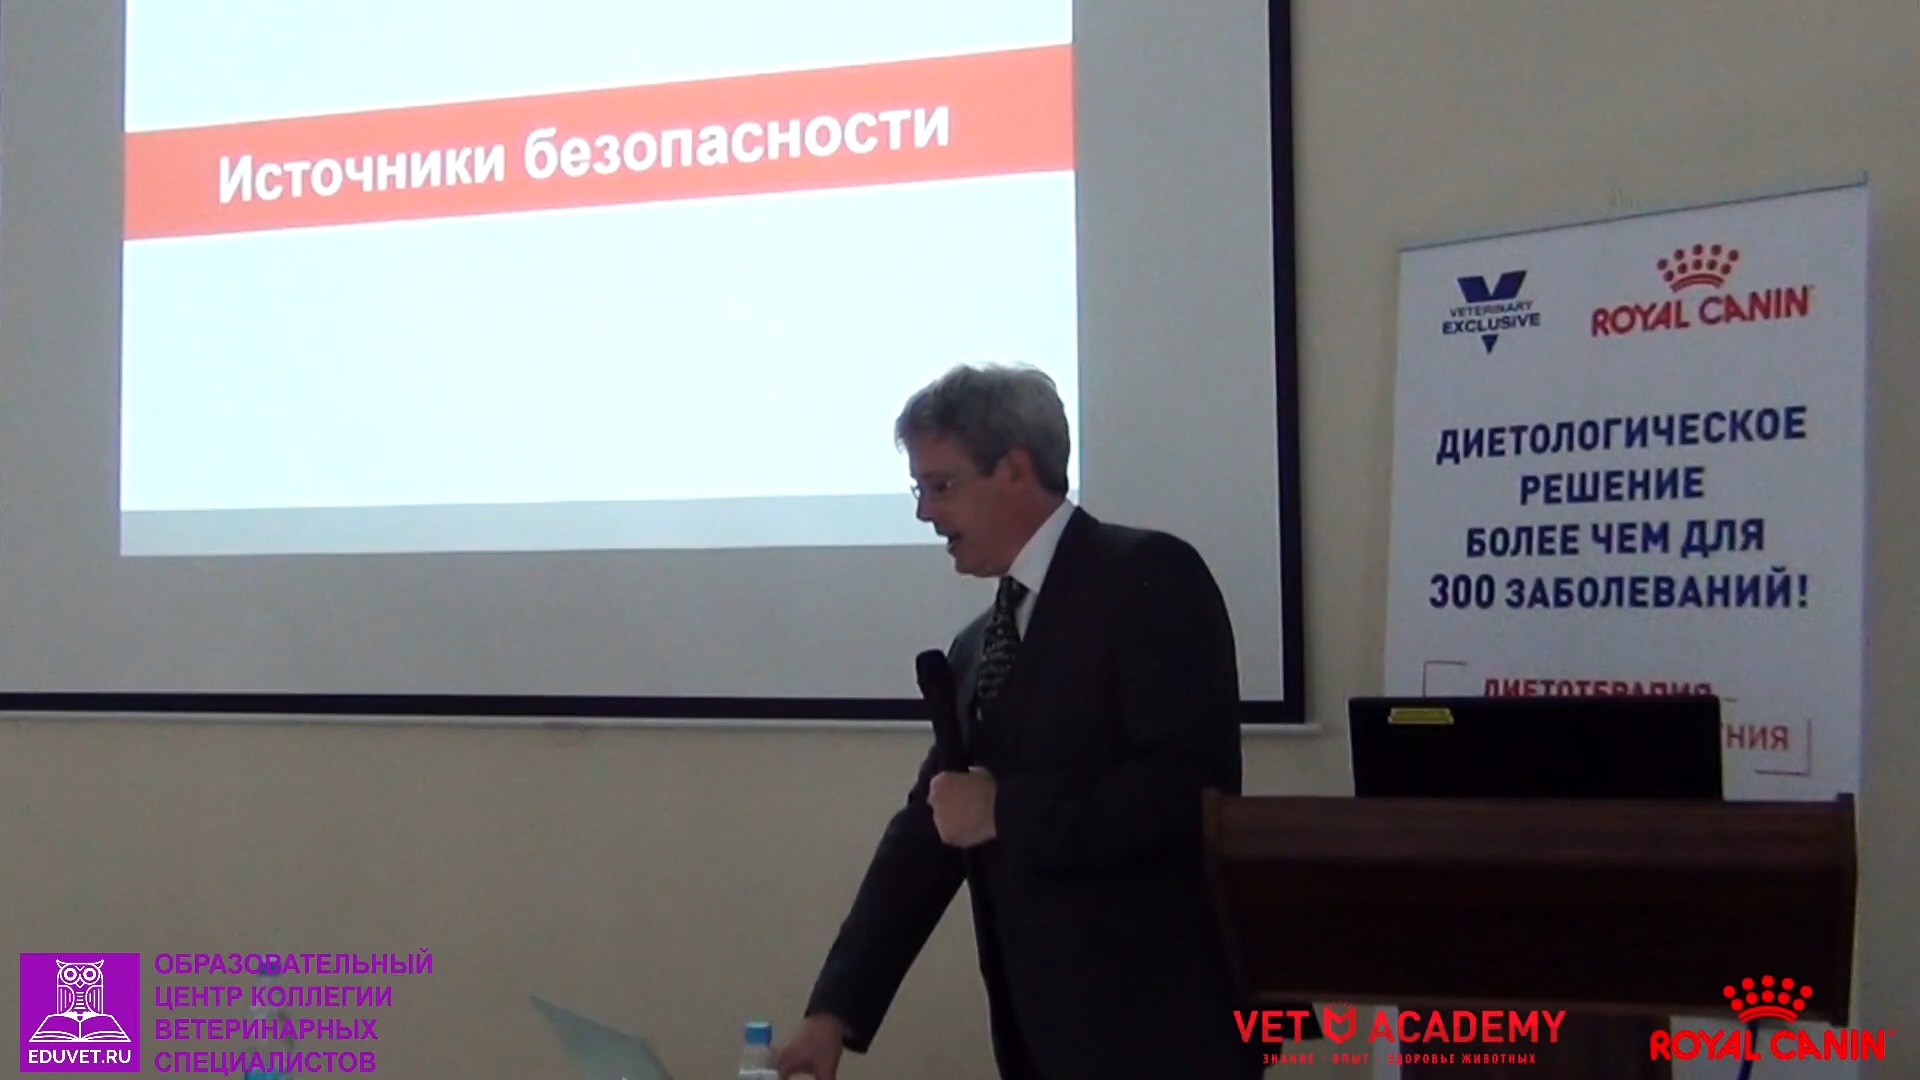 Источники безопасности
VETERINARY
EXCLUSIVE
ROYAL CANIN
ДИЕТОЛОГИЧЕСКОЕ
РЕШЕНИЕ
БОЛЕЕ ЧЕМ ДЛЯ
300 ЗАБОЛЕВАНИЙ!
ДИЕТОТЕРАПИЯ
EDUVET.RU
ОБРАЗОВАТЕЛЬНЫЙ
ЦЕНТР КОЛЛЕГИИ
ВЕТЕРИНАРНЫХ
СПЕЦИАЛИСТОВ
VET ACADEMY
ЗНАНИЕ · ОПЫТ · ЗДОРОВЬЕ ЖИВОТНЫХ
ROYAL CANIN